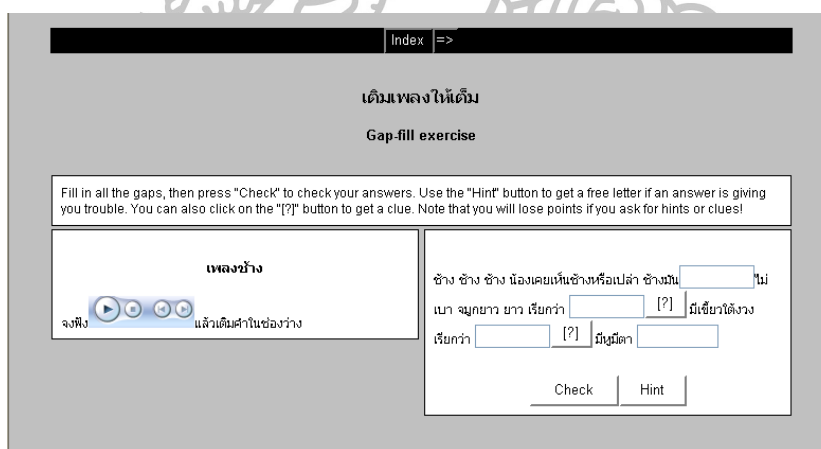 Index =>
เติมเพลงให้เต็ม
Gap-fill exercise
Fill in all the gaps, then press "Check" to check your answers. Use the "Hint" button to get a free letter if an answer is giving
you trouble. You can also click on the "[?]" button to get a clue. Note that you will lose points if you ask for hints or clues!
เพลงช้าง
จงฟัง แล้วเติมคำในช่องว่าง
ช้าง ช้าง ช้าง น้องเคยเห็นช้างหรือเปล่า ช้างมัน ไม่
เบา จมูกยาว ยาว เรียกว่า [?] มีเขี้ยวใต้งวง
เรียกว่า [?] มีหูมีตา
Check Hint